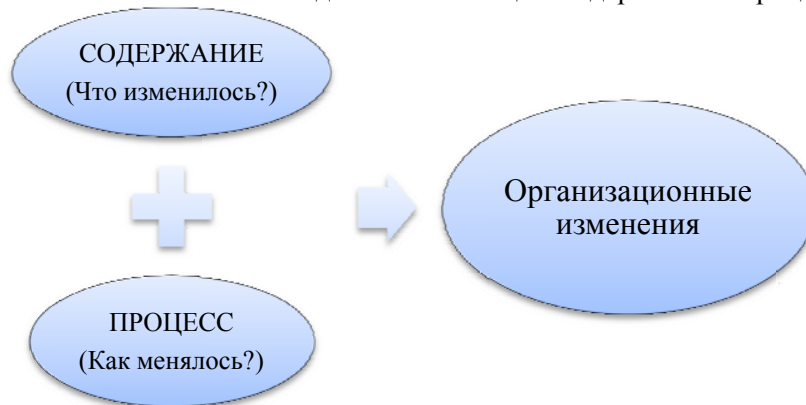 СОДЕРЖАНИЕ
(Что изменилось?)
Организационные
изменения
ПРОЦЕСС
(Как менялось?)